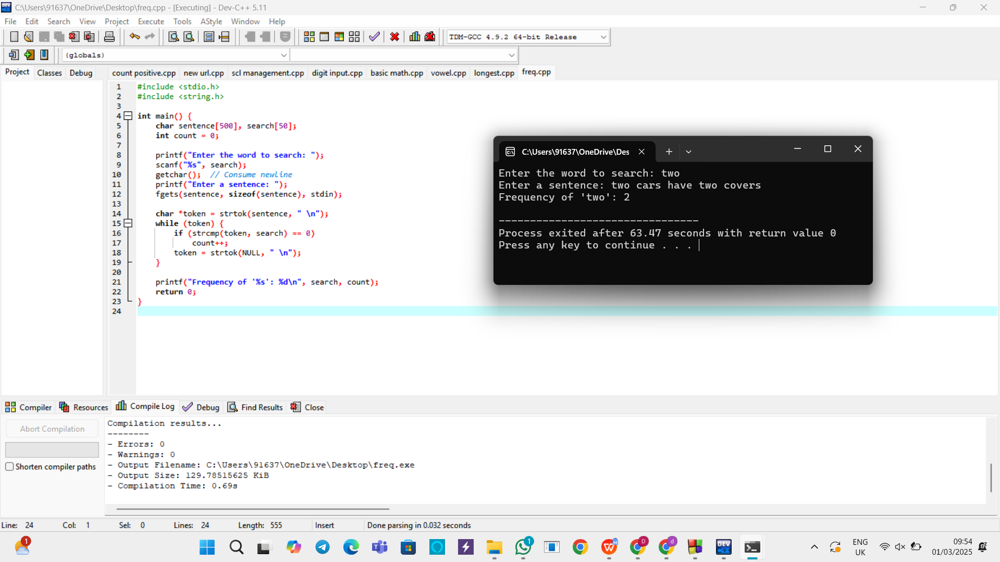 C:\Users\91637\OneDrive\Desktop\freq.cpp - [Executing] - Dev-C++ 5.11
File Edit Search View Project Execute Tools AStyle Window Help
TDM-GCC 4.9.2 64-bit Release
(globals)
Project Classes Debug
count positive.cpp new url.cpp scl management.cpp digit input.cpp basic math.cpp vowel.cpp longest.cpp freq.cpp
1 #include <stdio.h>
2 #include <string.h>
3
4 int main() {
5 char sentence[500], search[50];
6 int count = 0;
7
8 printf("Enter the word to search: ");
9 scanf("%s", search);
10 getchar(); // Consume newline
11 printf("Enter a sentence: ");
12 fgets(sentence, sizeof(sentence), stdin);
13
14 char *token = strtok(sentence, " \n");
15 while (token) {
16 if (strcmp(token, search) == 0)
17 count++;
18 token = strtok(NULL, " \n");
19 }
20
21 printf("Frequency of '%s': %d\n", search, count);
22 return 0;
23 }
24
C:\Users\91637\OneDrive\Des
Enter the word to search: two
Enter a sentence: two cars have two covers
Frequency of 'two': 2
--------------------------------
Process exited after 63.47 seconds with return value 0
Press any key to continue . . .
Compiler Resources Compile Log Debug Find Results Close
Abort Compilation
Shorten compiler paths
Compilation results...
--------
- Errors: 0
- Warnings: 0
- Output Filename: C:\Users\91637\OneDrive\Desktop\freq.exe
- Output Size: 129.78515625 KiB
- Compilation Time: 0.69s
Line: 24 Col: 1 Sel: 0 Lines: 24 Length: 555 Insert Done parsing in 0.032 seconds
1
1
D
d
DEV
ENG
UK
09:54
01/03/2025